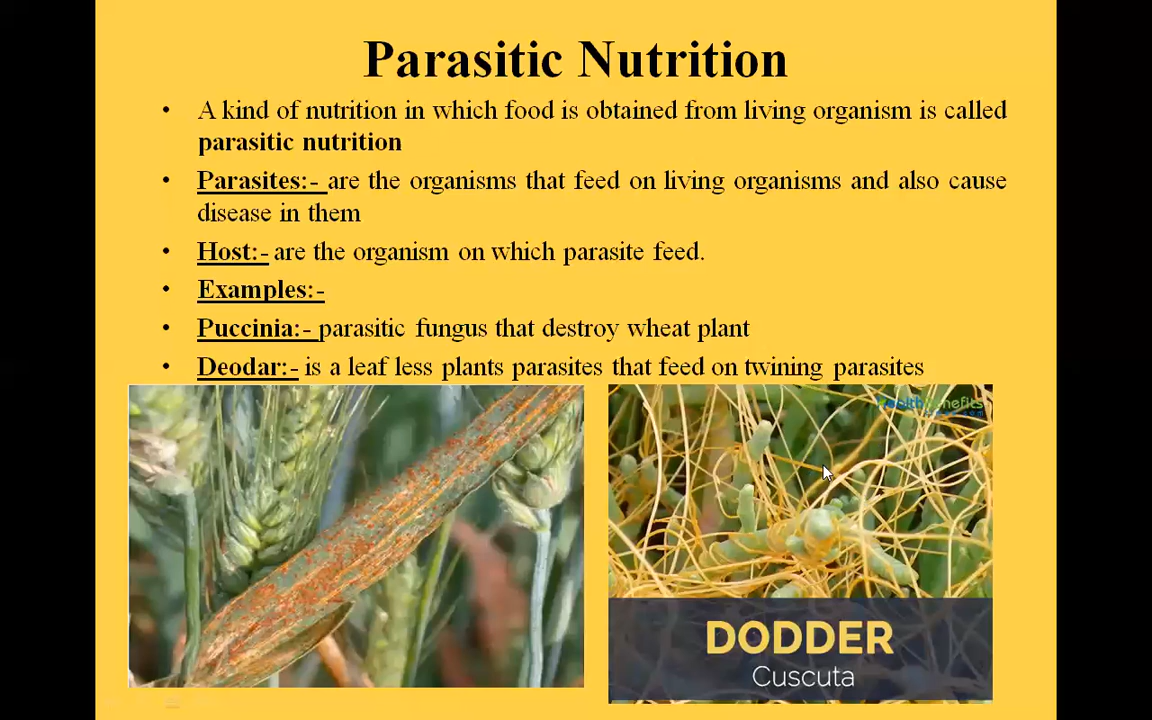 Parasitic Nutrition
• A kind of nutrition in which food is obtained from living organism is called
parasitic nutrition
• Parasites:- are the organisms that feed on living organisms and also cause
disease in them
• Host:- are the organism on which parasite feed.
• Examples:-
• Puccinia:- parasitic fungus that destroy wheat plant
• Deodar:- is a leaf less plants parasites that feed on twining parasites
DODDER
Cuscuta